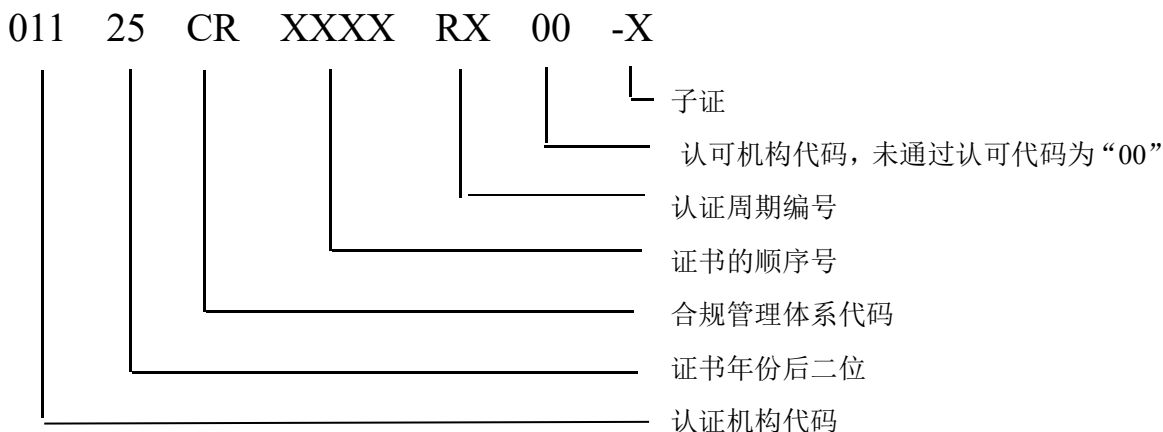 011 25 CR XXXX RX 00 -X
子证
认可机构代码，未通过认可代码为“00”
认证周期编号
证书的顺序号
合规管理体系代码
证书年份后二位
认证机构代码